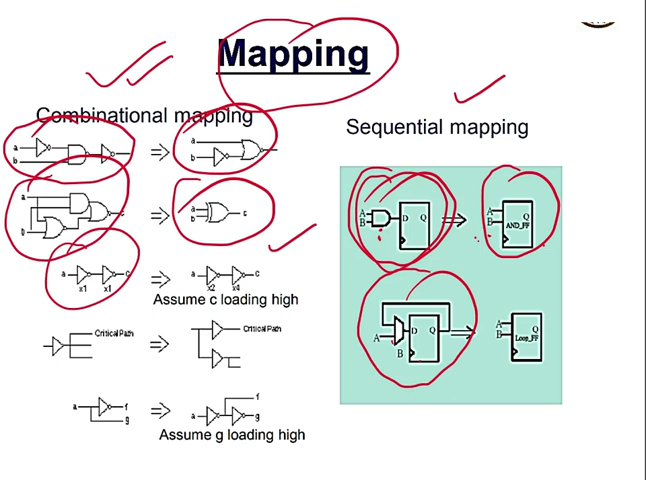 Mapping
Combinational mapping
Sequential mapping
a
b
a
b
a
b
a
b
c
a
c
x1
x1
a
c
x2
x4
Assume c loading high
Critical Path
Critical Path
a
f
g
a
f
g
Assume g loading high
A
B
D
Q
A
B
Q
AND_FF
A
B
D
Q
A
B
Q
Loop_FF